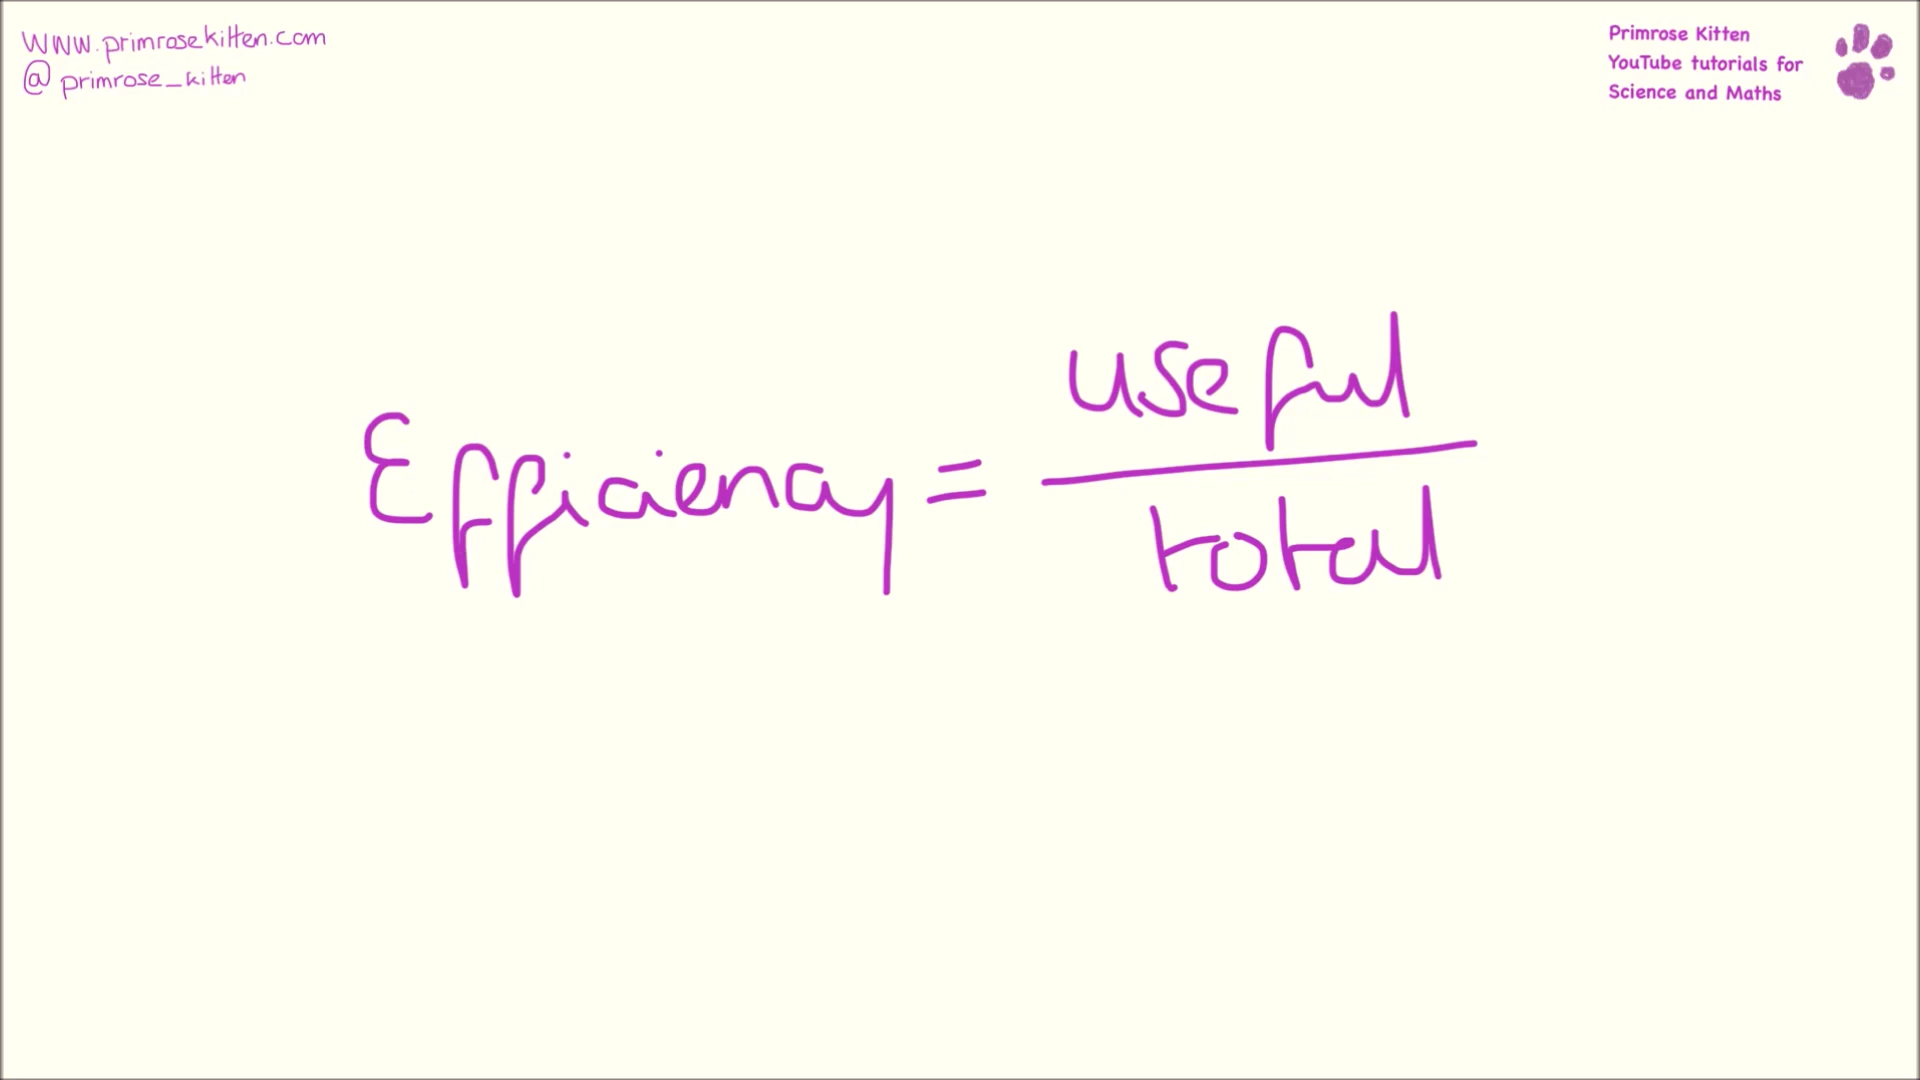 www.primrosekitten.com
@primrose_kitten
Primrose Kitten
YouTube tutorials for
Science and Maths
Efficiency = useful
total